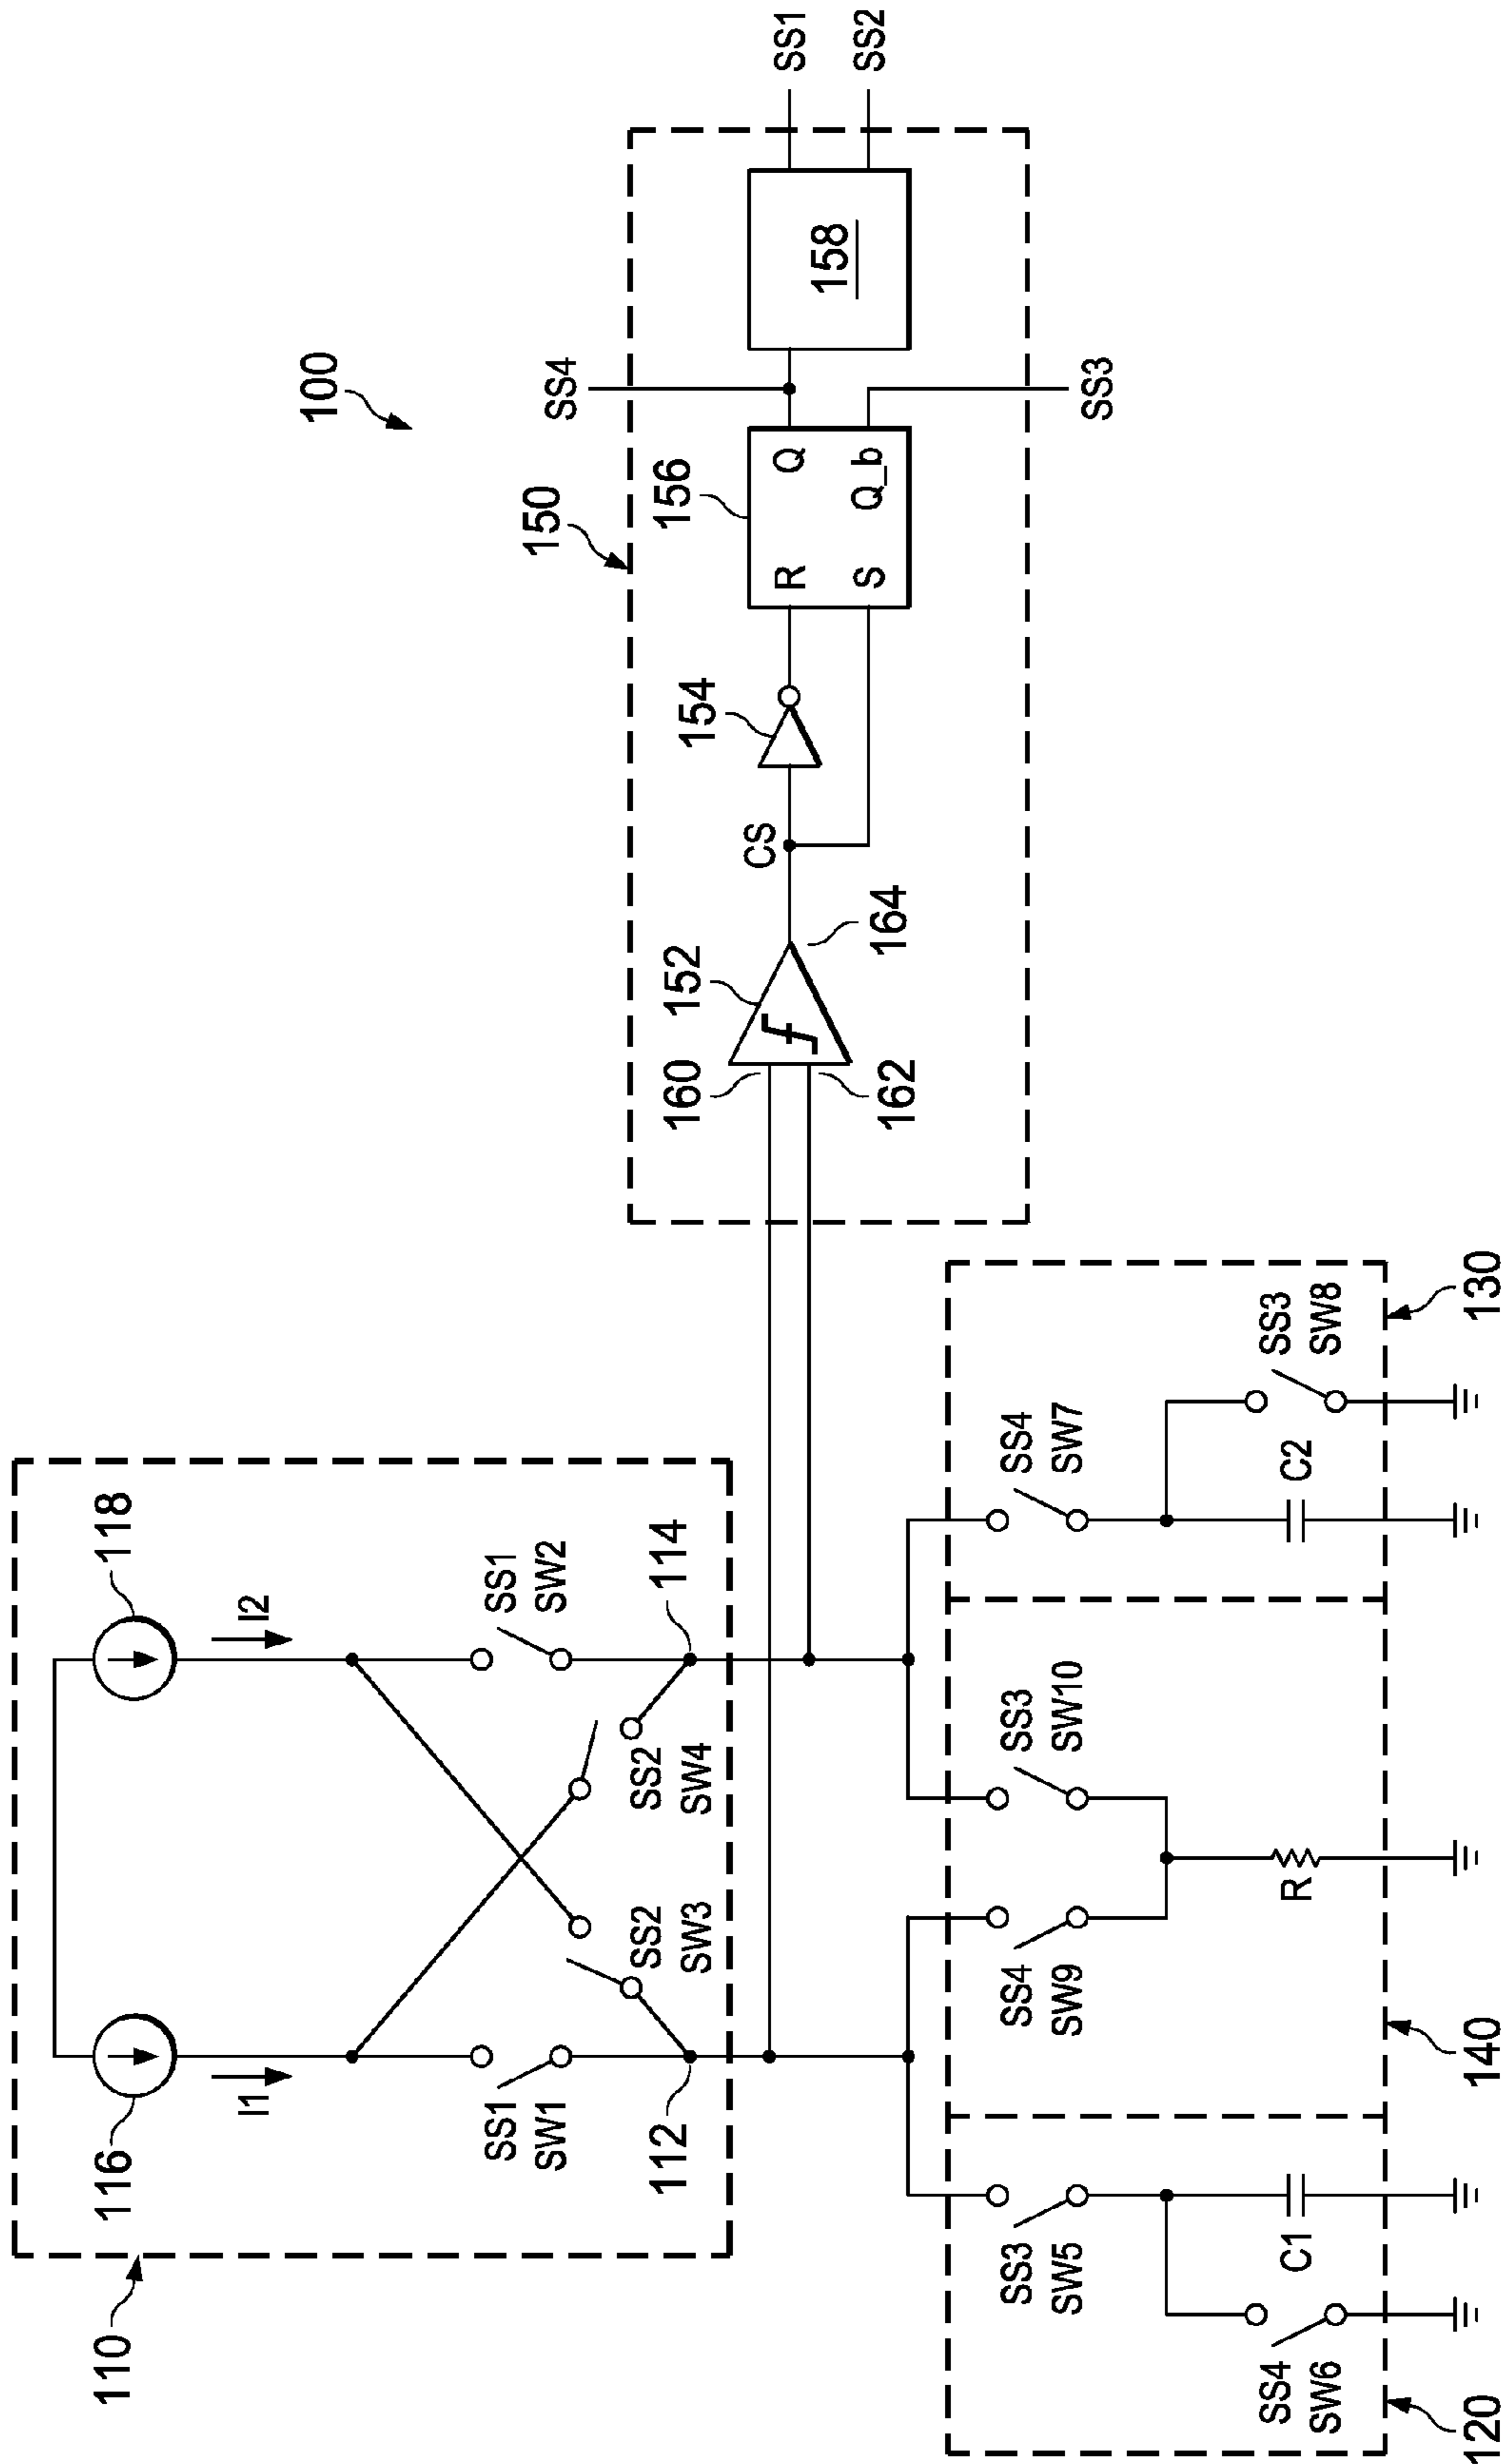 100
110
116
118
I1
I2
SS1
SW1
SS1
SW2
SS2
SW3
SS2
SW4
112
114
150
SS4
152
154
156
160
162
164
CS
R
Q
S
Q_b
158
SS1
SS2
SS3
SS3
SW5
SS4
SW9
SS3
SW10
SS4
SW7
SS4
SW6
C1
R
C2
SS3
SW8
120
140
130